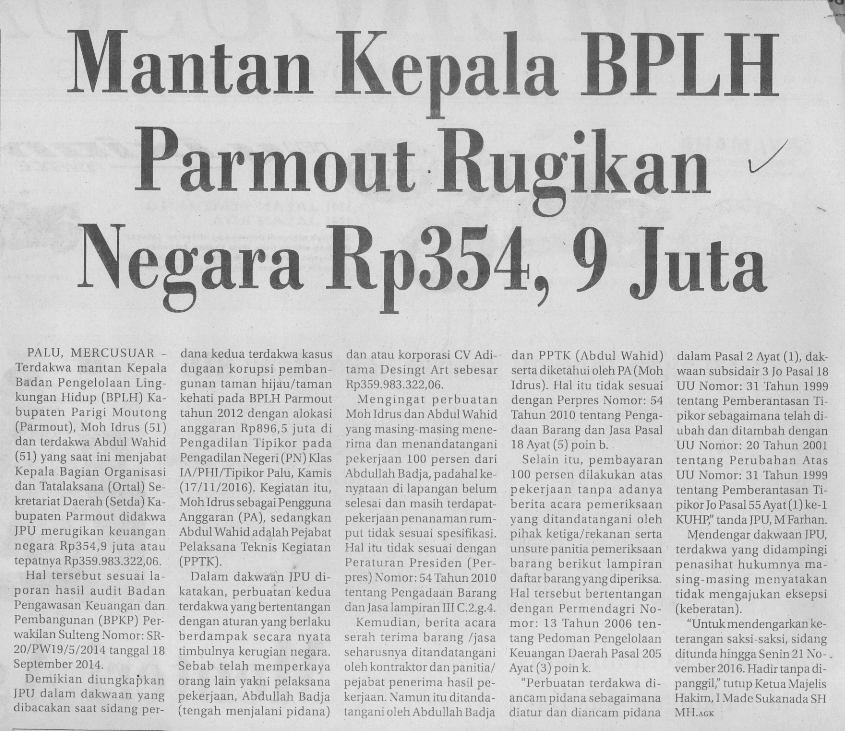 Mantan Kepala BPLH
Parmout Rugikan
Negara Rp354, 9 Juta
PALU, MERCUSUAR –
Terdakwa mantan Kepala
Badan Pengelolaan Ling-
kungan Hidup (BPLH) Ka-
bupaten Parigi Moutong
(Parmout), Moh Idrus (51)
dan terdakwa Abdul Wahid
(51) yang saat ini menjabat
Kepala Bagian Organisasi
dan Tatalaksana (Ortal) Se-
kretariat Daerah (Setda) Ka-
bupaten Parmout didakwa
JPU merugikan keuangan
negara Rp354,9 juta atau
tepatnya Rp359.983.322,06.
Hal tersebut sesuai la-
poran hasil audit Badan
Pengawasan Keuangan dan
Pembangunan (BPKP) Per-
wakilan Sulteng Nomor: SR-
20/PW19/5/2014 tanggal 18
September 2014.
Demikian diungkapkan
JPU dalam dakwaan yang
dibacakan saat sidang per-
dana kedua terdakwa kasus
dugaan korupsi pemban-
gunan taman hijau/taman
kehati pada BPLH Parmout
tahun 2012 dengan alokasi
anggaran Rp896,5 juta di
Pengadilan Tipikor pada
Pengadilan Negeri (PN) Klas
IA/PHI/Tipikor Palu, Kamis
(17/11/2016). Kegiatan itu,
Moh Idrus sebagai Pengguna
Anggaran (PA), sedangkan
Abdul Wahid adalah Pejabat
Pelaksana Teknis Kegiatan
(PPTK).
Dalam dakwaan JPU di-
katakan, perbuatan kedua
terdakwa yang bertentangan
dengan aturan yang berlaku
berdampak secara nyata
timbulnya kerugian negara.
Sebab telah memperkaya
orang lain yakni pelaksana
pekerjaan, Abdullah Badja
(tengah menjalani pidana)
dan atau korporasi CV Adi-
tama Desingt Art sebesar
Rp359.983.322,06.
Mengingat perbuatan
Moh Idrus dan Abdul Wahid
yang masing-masing mene-
rima dan menandatangani
pekerjaan 100 persen dari
Abdullah Badja, padahal ke-
nyataan di lapangan belum
selesai dan masih terdapat-
pekerjaan penanaman rum-
put tidak sesuai spesifikasi.
Hal itu tidak sesuai dengan
Peraturan Presiden (Per-
pres) Nomor: 54 Tahun 2010
tentang Pengadaan Barang
dan Jasa lampiran III C.2.g.4.
Kemudian, berita acara
serah terima barang /jasa
seharusnya ditandatangani
oleh kontraktor dan panitia/
pejabat penerima hasil pe-
kerjaan. Namun itu ditanda-
tangani oleh Abdullah Badja
dan PPTK (Abdul Wahid)
serta diketahui oleh PA (Moh
Idrus). Hal itu tidak sesuai
dengan Perpres Nomor: 54
Tahun 2010 tentang Penga-
daan Barang dan Jasa Pasal
18 Ayat (5) poin b.
Selain itu, pembayaran
100 persen dilakukan atas
pekerjaan tanpa adanya
berita acara pemeriksaan
yang ditandatangani oleh
pihak ketiga/rekanan serta
unsure panitia pemeriksaan
barang berikut lampiran
daftar barang yang diperiksa.
Hal tersebut bertentangan
dengan Permendagri No-
mor: 13 Tahun 2006 ten-
tang Pedoman Pengelolaan
Keuangan Daerah Pasal 205
Ayat (3) poin k.
"Perbuatan terdakwa di-
ancam pidana sebagaimana
diatur dan diancam pidana
dalam Pasal 2 Ayat (1), dak-
waan subsidair 3 Jo Pasal 18
UU Nomor: 31 Tahun 1999
tentang Pemberantasan Ti-
pikor sebagaimana telah di-
ubah dan ditambah dengan
UU Nomor: 20 Tahun 2001
tentang Perubahan Atas
UU Nomor: 31 Tahun 1999
tentang Pemberantasan Ti-
pikor Jo Pasal 55 Ayat (1) ke-1
KUHP," tanda JPU, M Farhan.
Mendengar dakwaan JPU,
terdakwa yang didampingi
penasihat hukumnya ma-
sing-masing menyatakan
tidak mengajukan eksepsi
(keberatan).
"Untuk mendengarkan ke-
terangan saksi-saksi, sidang
ditunda hingga Senin 21 No-
vember 2016. Hadir tanpa di-
panggil," tutup Ketua Majelis
Hakim, I Made Sukanada SH
MH.AGK